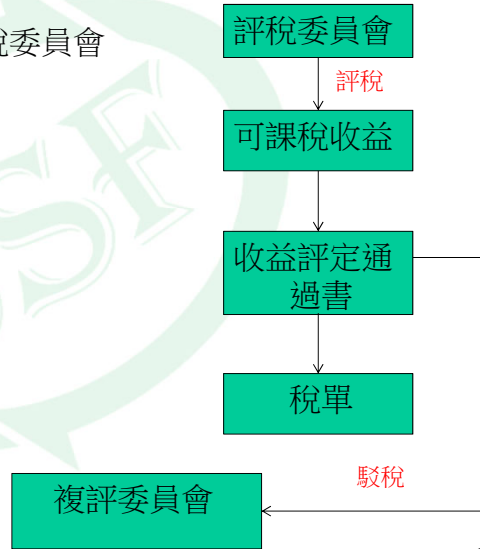 評稅委員會
稅委員會
評稅
可課稅收益
收益評定通
過書
稅單
駁稅
複評委員會